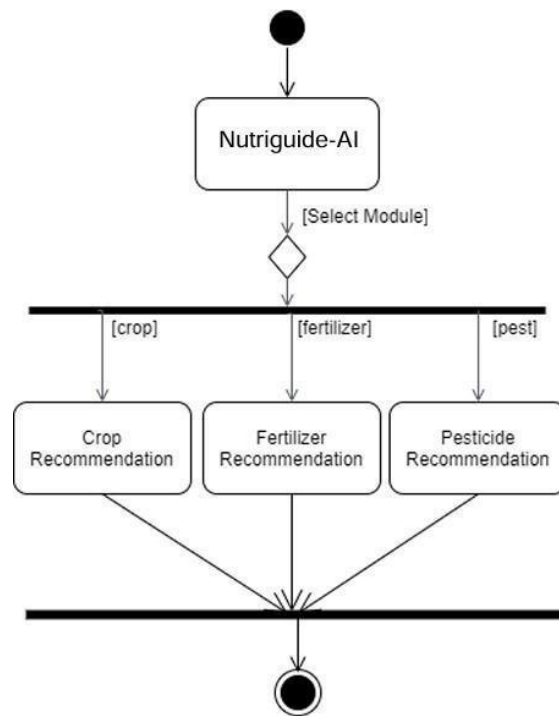 Nutriguide-AI
[Select Module]
[crop]
[fertilizer]
[pest]
Crop
Recommendation
Fertilizer
Recommendation
Pesticide
Recommendation